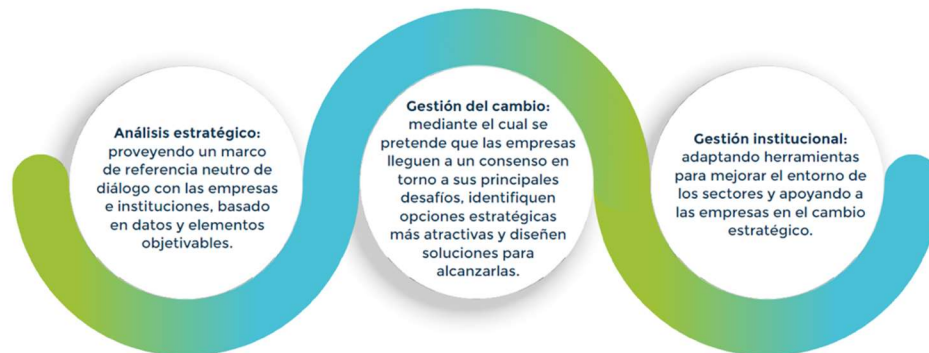 Análisis estratégico:
proveyendo un marco
de referencia neutro de
diálogo con las empresas
e instituciones, basado
en datos y elementos
objetivables.
Gestión del cambio:
mediante el cual se
pretende que las empresas
lleguen a un consenso en
torno a sus principales
desafíos, identifiquen
opciones estratégicas
más atractivas y diseñen
soluciones para
alcanzarlas.
Gestión institucional:
adaptando herramientas
para mejorar el entorno de
los sectores y apoyando a
las empresas en el cambio
estratégico.